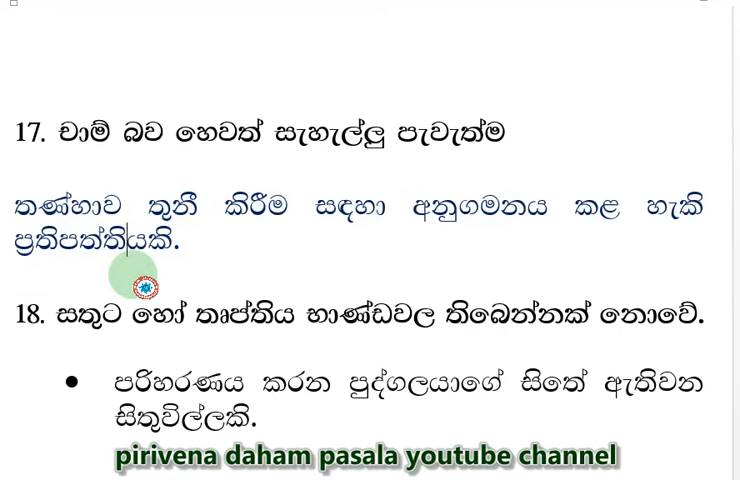 17. චාම් බව හෙවත් සැහැල්ලු පැවැත්ම
තණ්හාව තුනී කිරීම සඳහා අනුගමනය කළ හැකි
ප්‍රතිපත්තියකි.
18. සතුට හෝ තෘප්තිය භාණ්ඩවල තිබෙන්නක් නොවේ.
• පරිහරණය කරන පුද්ගලයාගේ සිතේ ඇතිවන
සිතුවිල්ලකි.
pirivena daham pasala youtube channel